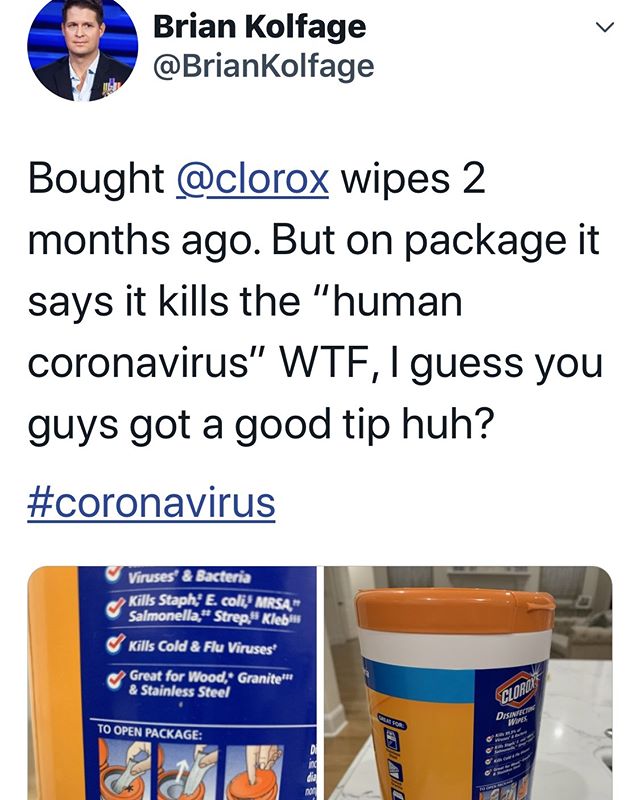 Brian Kolfage
@BrianKolfage
Bought @clorox wipes 2
months ago. But on package it
says it kills the “human
coronavirus” WTF, I guess you
guys got a good tip huh?
#coronavirus
Viruses† & Bacteria
Kills Staph,‡ E. coli,§ MRSA,
Salmonella,‡‡ Strep,§§ Kleb
Kills Cold & Flu Viruses†
Great for Wood,* Granite
& Stainless Steel
TO OPEN PACKAGE:
GREAT FOR:
CLOROX
DISINFECTING
WIPES